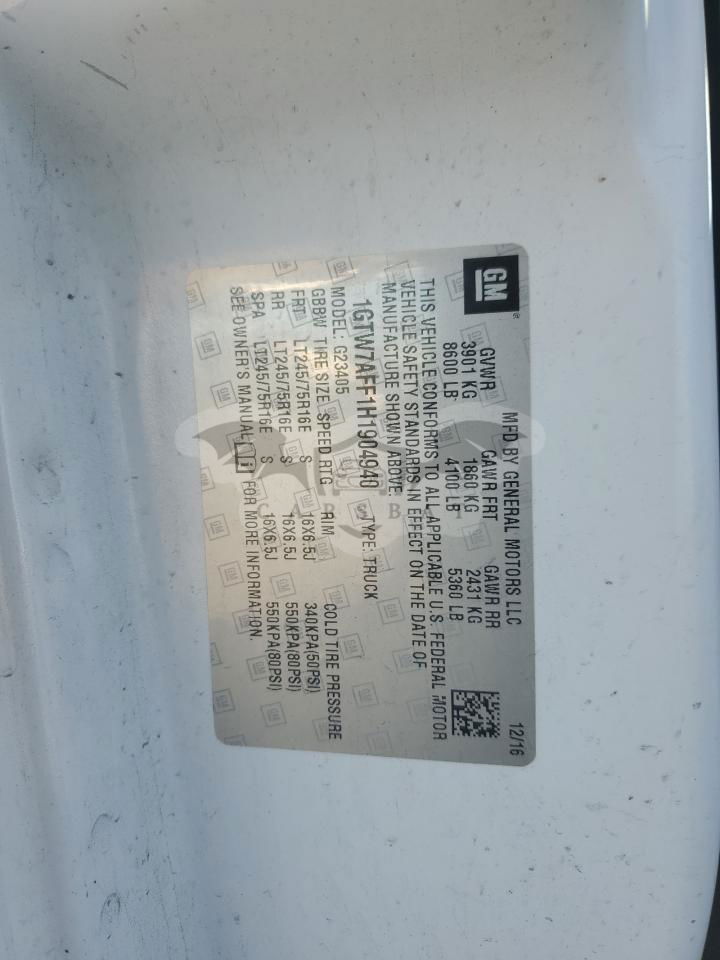 GM
MFD BY GENERAL MOTORS LLC 12/16
GVWR GAWR FRT GAWR RR
3901 KG 1860 KG 2431 KG
8600 LB 4100 LB 5360 LB
THIS VEHICLE CONFORMS TO ALL APPLICABLE U.S. FEDERAL MOTOR
VEHICLE SAFETY STANDARDS IN EFFECT ON THE DATE OF
MANUFACTURE SHOWN ABOVE.
1GTW7AFF1H1904940 TYPE: TRUCK
MODEL: G23405
GBBW TIRE SIZE SPEED RTG RIM COLD TIRE PRESSURE
FRT LT245/75R16E S 16X6.5J 340KPA(50PSI)
RR LT245/75R16E S 16X6.5J 550KPA(80PSI)
SPA LT245/75R16E S 16X6.5J 550KPA(80PSI)
SEE OWNER'S MANUAL i FOR MORE INFORMATION.